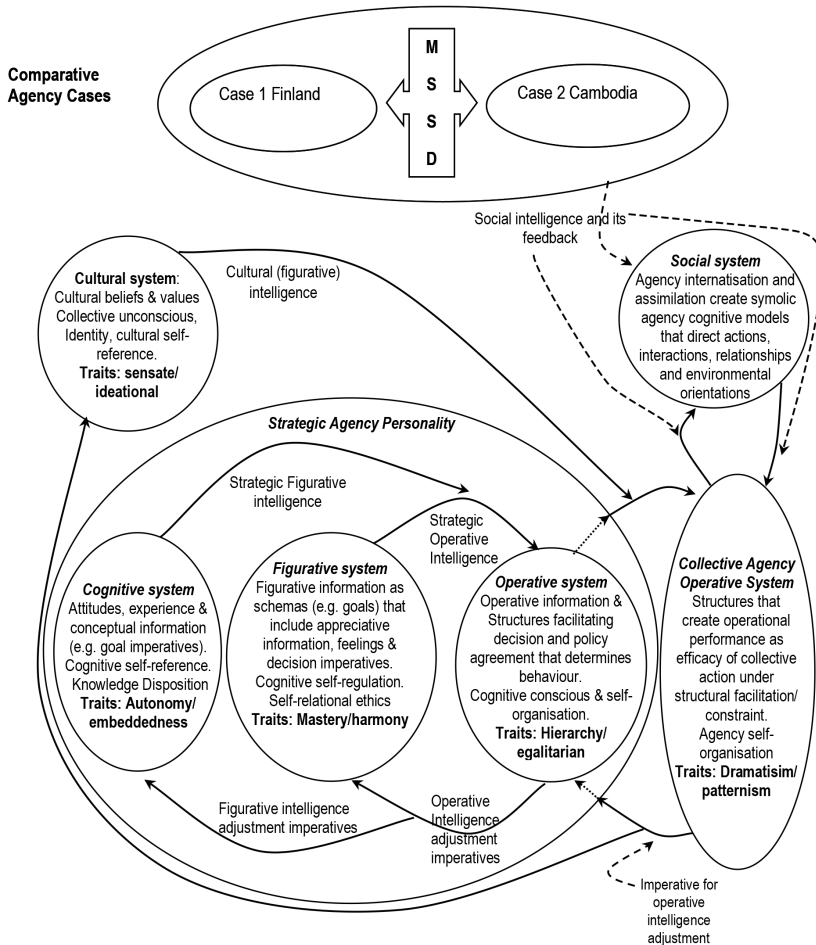 Comparative
Agency Cases
Case 1 Finland
M
S
S
D
Case 2 Cambodia
Social intelligence and its
feedback
Cultural system:
Cultural beliefs & values
Collective unconscious,
Identity, cultural self-
reference.
Traits: sensate/
ideational
Cultural (figurative)
intelligence
Social system
Agency internatisation and
assimilation create symolic
agency cognitive models
that direct actions,
interactions, relationships
and environmental
orientations
Strategic Agency Personality
Strategic Figurative
intelligence
Strategic
Operative
Intelligence
Cognitive system
Attitudes, experience &
conceptual information
(e.g. goal imperatives).
Cognitive self-reference.
Knowledge Disposition
Traits: Autonomy/
embeddedness
Figurative system
Figurative information as
schemas (e.g. goals) that
include appreciative
information, feelings &
decision imperatives.
Cognitive self-regulation.
Self-relational ethics
Traits: Mastery/harmony
Operative system
Operative information &
Structures facilitating
decision and policy
agreement that determines
behaviour.
Cognitive conscious & self-
organisation.
Traits: Hierarchy/
egalitarian
Collective Agency
Operative System
Structures that
create operational
performance as
efficacy of collective
action under
structural facilitation/
constraint.
Agency self-
organisation
Traits: Dramatisim/
patternism
Figurative intelligence
adjustment imperatives
Operative
Intelligence
adjustment
imperatives
Imperative for
operative
intelligence
adjustment